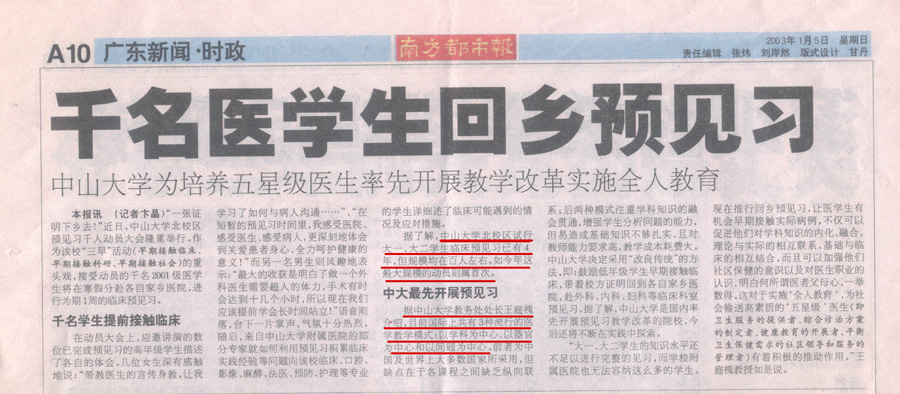 A10 广东新闻·时政
南方都市报
2003年1月5日 星期日
责任编辑 张炜 刘岸然 版式设计 甘丹
千名医学生回乡预见习
中山大学为培养五星级医生率先开展教学改革实施全人教育
本报讯 （记者卞晶）“一张证
明下乡去！”近日，中山大学北校区
预见习千人动员大会隆重举行。作
为该校“三早”活动（早期接触临床、
早期接触科研、早期接触社会）的重
头戏，接受动员的千名2001级医学
生将在寒假分赴各自家乡医院，进
行为期1周的临床预见习。
千名学生提前接触临床
在动员大会上，应邀讲演的数
位已完成预见习的高年级学生描述
了各自的体会。几位女生深有感触
地说：“带教医生的言传身教，让我
学习了如何与病人沟通……”、“在
短暂的预见习时间里，我感受医院，
感受医生，感受病人，更深刻地体会
到关爱患者身心，全力呵护健康的
意义！”而另一名男生则风趣地表
示：“最大的收获是明白了做一个外
科医生需要超人的体力，手术有时
会达到十几个小时，所以现在我们
应该提前学会长时间站立！”语音刚
落，台下一片掌声，气氛十分热烈。
随后，来自中山大学附属医院的部
分专家就如何利用预见习积累临床
实践经验等问题向该校临床、口腔、
影像、麻醉、法医、预防、护理等专业
的学生详细述了临床可能遇到的情
况及应对措施。
据了解，中山大学北校区试行
大一、大二学生临床预见习已有4
年，但规模均在百人左右，如今年这
般大规模的动员则属首次。
中大最先开展预见习
据中山大学教务处处长王庭槐
介绍，目前国际上共有3种流行的医
学教学模式：以学科为中心，以器官
为中心和以问题为中心。前者为中
国及世界上大多数国家所采用，但
缺点在于各课程之间缺乏纵向联
系；后两种模式注重学科知识的融
会贯通，增强学生分析问题的能力，
但易造成基础知识不够扎实，且对
教师能力要求高，教学成本耗费大。
中山大学决定采用“改良传统”的方
法，即：鼓励低年级学生早期接触临
床，带着校方证明回到各自家乡医
院，赴外科、内科、妇科等临床科室
预见习。据了解，中山大学是国内率
先开展预见习教学改革的院校，今
后还将不断在实践中探索。
“大一、大二学生的知识水平还
不足以进行完整的见习，而学校附
属医院也无法容纳这么多的学生。
现在推行回乡预见习，让医学生有
机会早期接触实际病例，不仅可以
促进他们对学科知识的内化、融合，
理论与实际的相互联系，基础与临
床的相互结合，而且可以加强他们
社区保健的意识以及对医生职业的
认识，明白何所谓医者父母心，一举
数得。这对于实施‘全人教育’，为社
会输送高素质的‘五星级’医生（即
卫生服务的提供者、综合诊治方案
的制定者、健康教育的开展者、平衡
卫生保健需求的社区领导和服务的
管理者）有着积极的推动作用。”王
庭槐教授如是说。